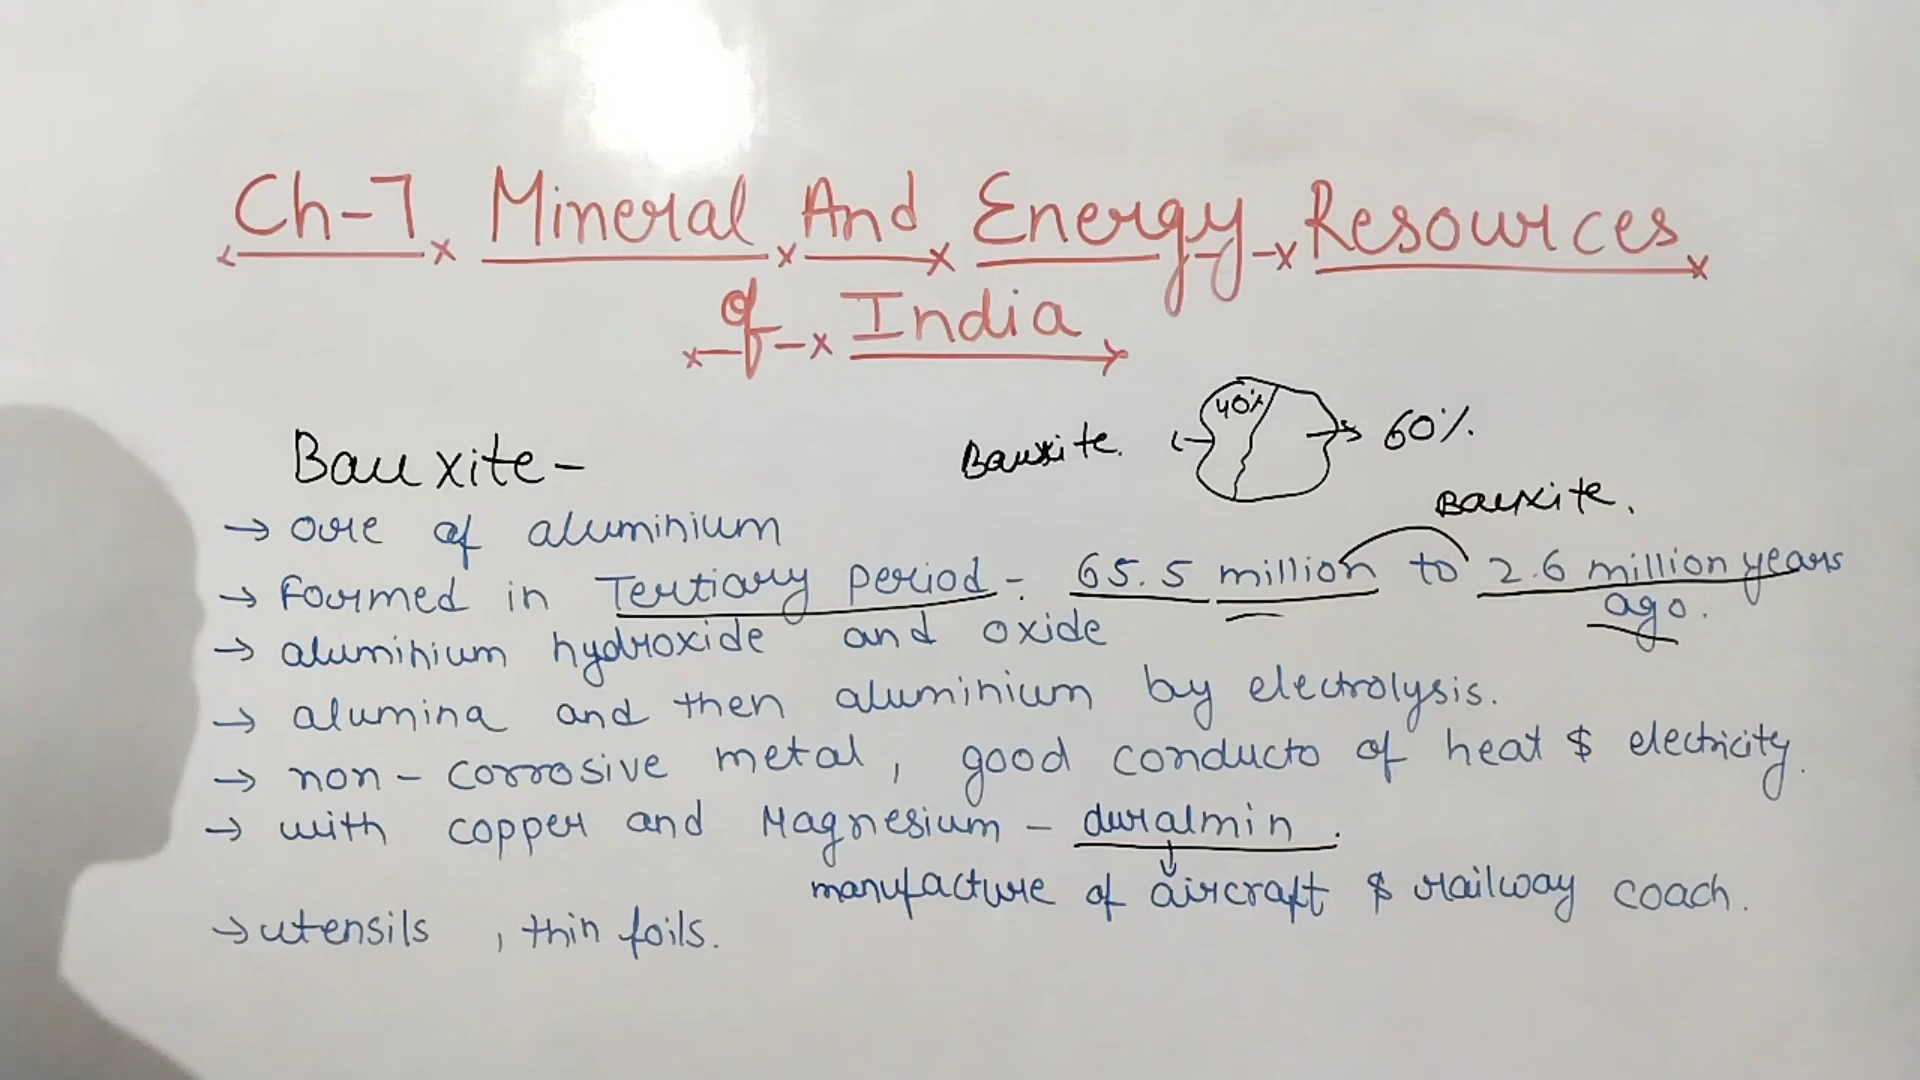 Ch-7 Mineral And Energy Resources
of India
Bauxite. 40% 60%.
Bauxite-
Bauxite.
→ ore of aluminium
→ Formed in Tertiary period - 65.5 million to 2.6 million years
ago.
→ aluminium hydroxide and oxide
→ alumina and then aluminium by electrolysis.
→ non-corrosive metal, good conducto of heat $ electricity.
→ with copper and Magnesium - duralmin.
manufacture of aircraft $ railway coach.
→ utensils, thin foils.